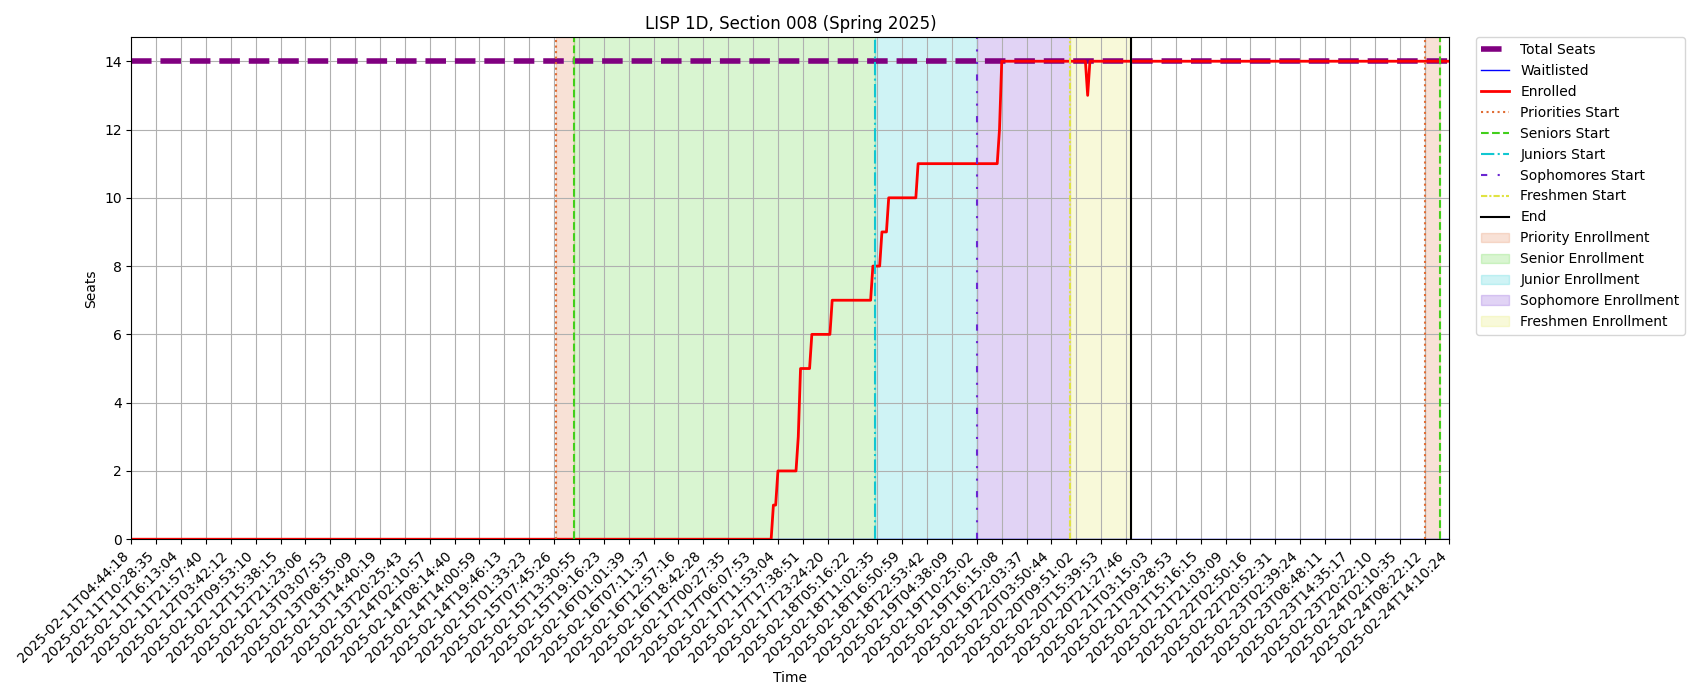 LISP 1D, Section 008 (Spring 2025)
Seats
14
12
10
8
6
4
2
0
2025-02-11T04:44:18
2025-02-11T10:28:35
2025-02-11T16:13:04
2025-02-11T21:57:40
2025-02-12T03:42:12
2025-02-12T09:53:10
2025-02-12T15:38:15
2025-02-12T21:23:06
2025-02-13T03:07:53
2025-02-13T08:55:09
2025-02-13T14:40:19
2025-02-13T20:25:43
2025-02-14T02:10:57
2025-02-14T08:14:40
2025-02-14T14:00:59
2025-02-14T19:46:13
2025-02-15T01:33:23
2025-02-15T07:45:26
2025-02-15T13:30:55
2025-02-15T19:16:23
2025-02-16T01:01:39
2025-02-16T07:11:37
2025-02-16T12:57:16
2025-02-16T18:42:28
2025-02-17T00:27:35
2025-02-17T06:07:53
2025-02-17T11:53:04
2025-02-17T17:38:51
2025-02-17T23:24:20
2025-02-18T05:16:22
2025-02-18T11:02:35
2025-02-18T16:50:59
2025-02-18T22:53:42
2025-02-19T04:38:09
2025-02-19T10:25:02
2025-02-19T16:15:08
2025-02-19T22:03:37
2025-02-20T03:50:44
2025-02-20T09:51:02
2025-02-20T15:39:53
2025-02-20T21:27:46
2025-02-21T03:15:03
2025-02-21T09:28:53
2025-02-21T15:16:15
2025-02-21T21:03:09
2025-02-22T02:50:16
2025-02-22T20:52:31
2025-02-23T02:39:24
2025-02-23T08:48:11
2025-02-23T14:35:17
2025-02-23T20:22:10
2025-02-24T02:10:35
2025-02-24T08:22:12
2025-02-24T14:10:24
Time
Total Seats
Waitlisted
Enrolled
Priorities Start
Seniors Start
Juniors Start
Sophomores Start
Freshmen Start
End
Priority Enrollment
Senior Enrollment
Junior Enrollment
Sophomore Enrollment
Freshmen Enrollment